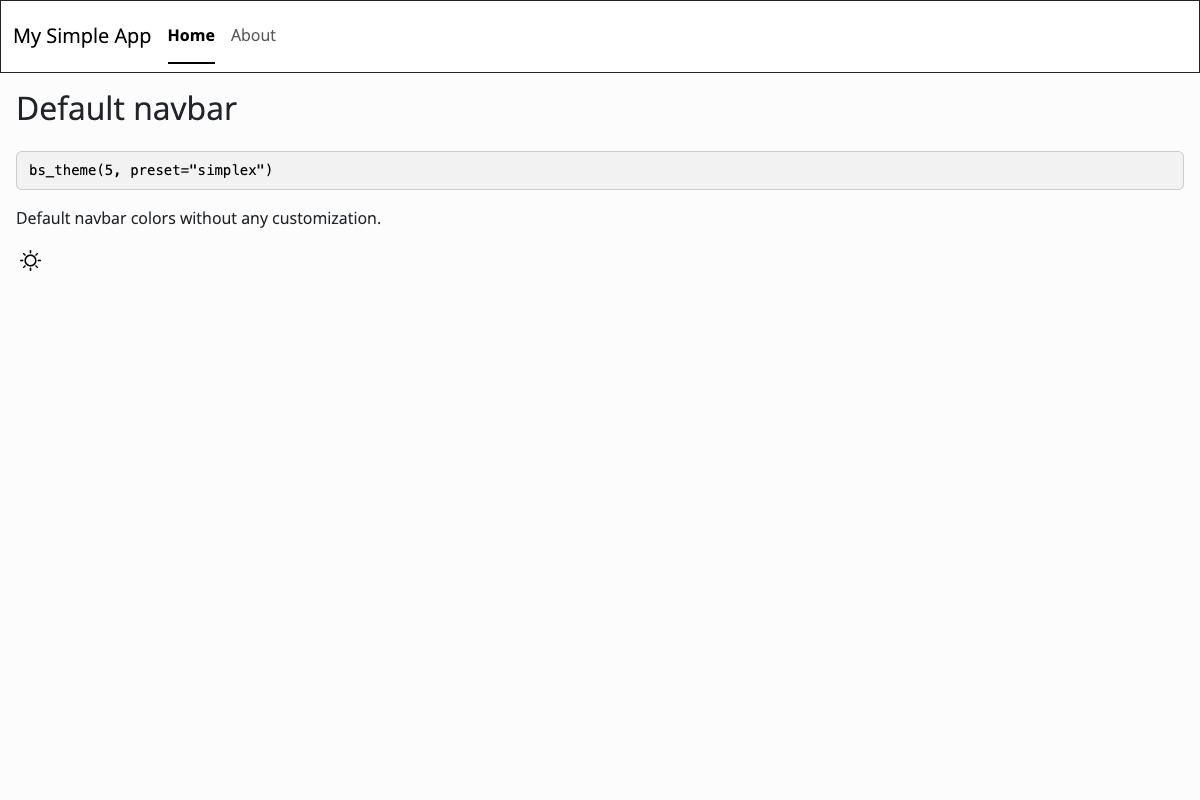 My Simple App Home About
Default navbar
bs_theme(5, preset="simplex")
Default navbar colors without any customization.